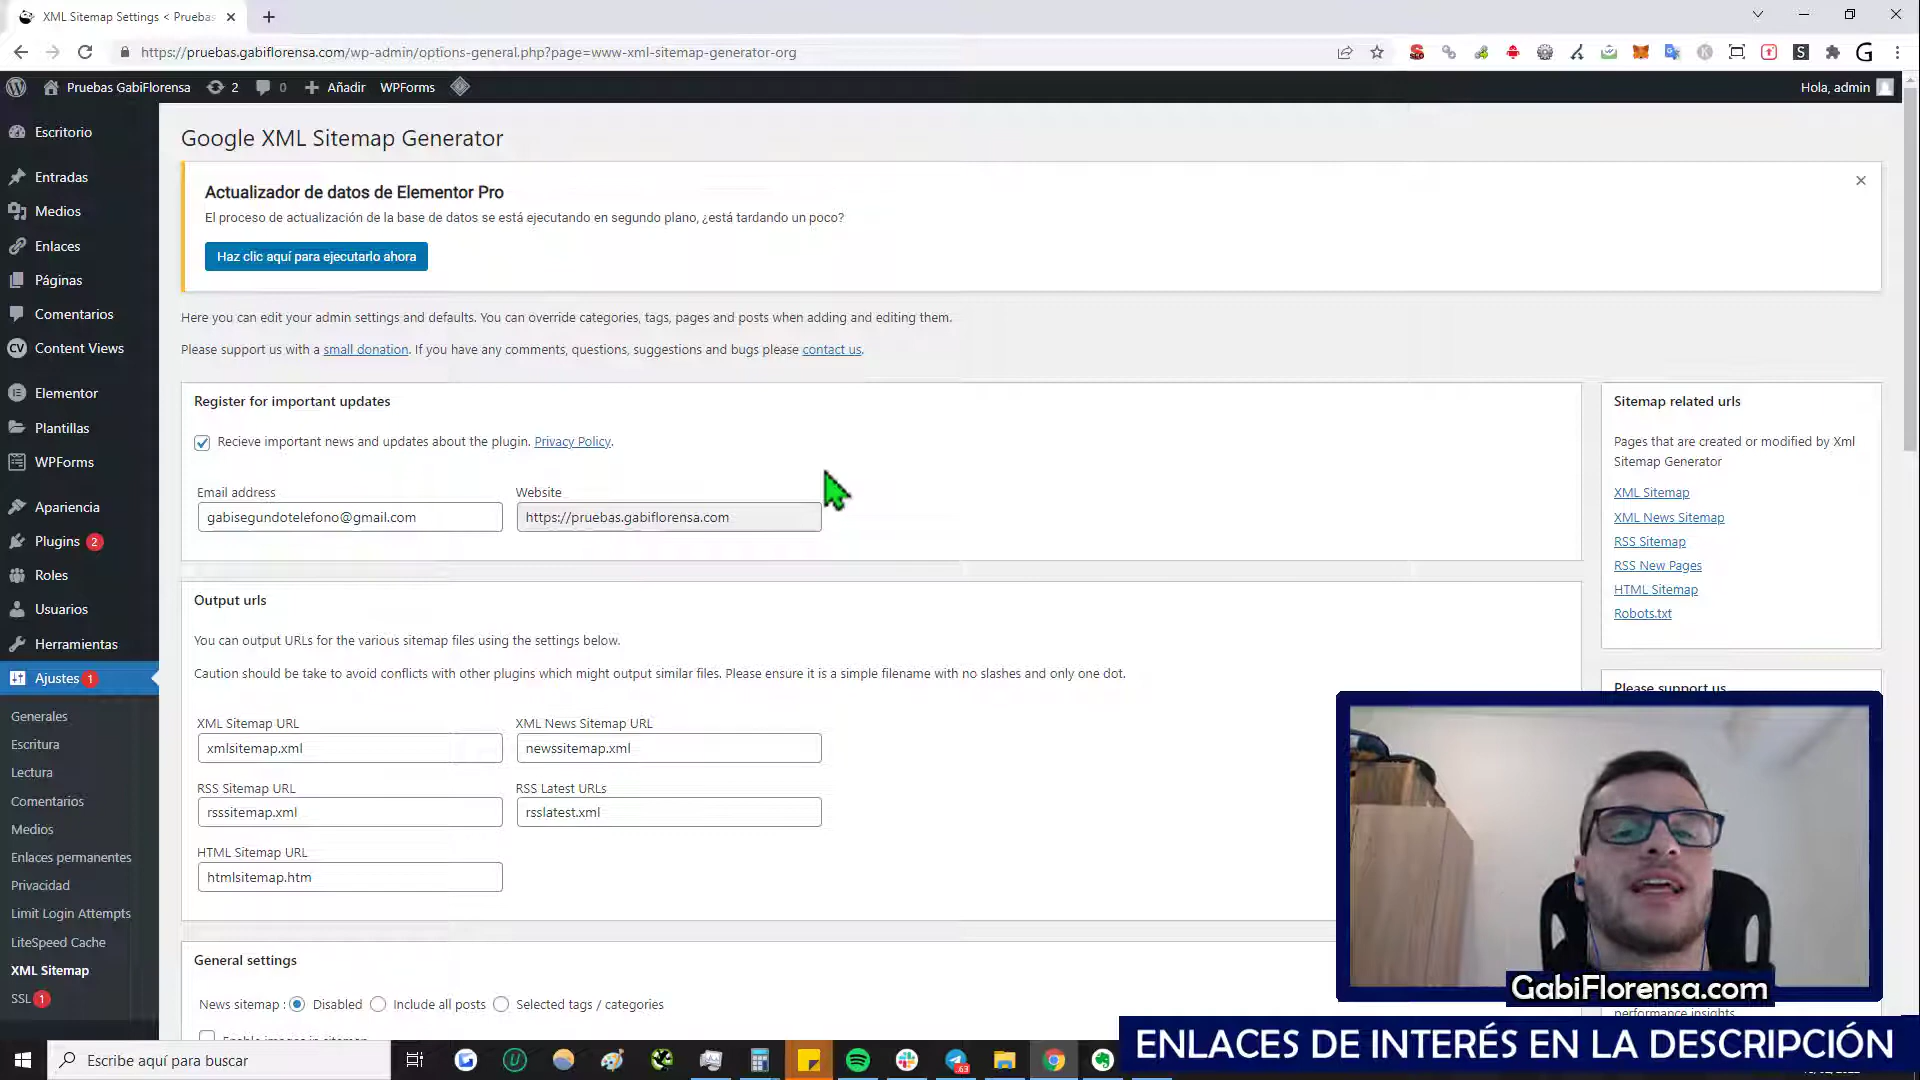 XML Sitemap Settings < Pruebas
https://pruebas.gabiflorensa.com/wp-admin/options-general.php?page=www-xml-sitemap-generator-org
Pruebas GabiFlorensa
2
0
Añadir
WPForms
Hola, admin
Escritorio
Entradas
Medios
Enlaces
Páginas
Comentarios
Content Views
Elementor
Plantillas
WPForms
Apariencia
Plugins 2
Roles
Usuarios
Herramientas
Ajustes 1
Generales
Escritura
Lectura
Comentarios
Medios
Enlaces permanentes
Privacidad
Limit Login Attempts
LiteSpeed Cache
XML Sitemap
SSL 1
Google XML Sitemap Generator
Actualizador de datos de Elementor Pro
El proceso de actualización de la base de datos se está ejecutando en segundo plano, ¿está tardando un poco?
Haz clic aquí para ejecutarlo ahora
Here you can edit your admin settings and defaults. You can override categories, tags, pages and posts when adding and editing them.
Please support us with a small donation. If you have any comments, questions, suggestions and bugs please contact us.
Register for important updates
Recieve important news and updates about the plugin. Privacy Policy.
Email address
Website
gabisegundotelefono@gmail.com
https://pruebas.gabiflorensa.com
Output urls
You can output URLs for the various sitemap files using the settings below.
Caution should be take to avoid conflicts with other plugins which might output similar files. Please ensure it is a simple filename with no slashes and only one dot.
XML Sitemap URL
XML News Sitemap URL
xmlsitemap.xml
newssitemap.xml
RSS Sitemap URL
RSS Latest URLs
rsssitemap.xml
rsslatest.xml
HTML Sitemap URL
htmlsitemap.htm
General settings
News sitemap : Disabled Include all posts Selected tags / categories
Enable images in sitemap
Sitemap related urls
Pages that are created or modified by Xml
Sitemap Generator
XML Sitemap
XML News Sitemap
RSS Sitemap
RSS New Pages
HTML Sitemap
Robots.txt
Please support us
GabiFlorensa.com
performance insights
ENLACES DE INTERÉS EN LA DESCRIPCIÓN
Escribe aquí para buscar
63